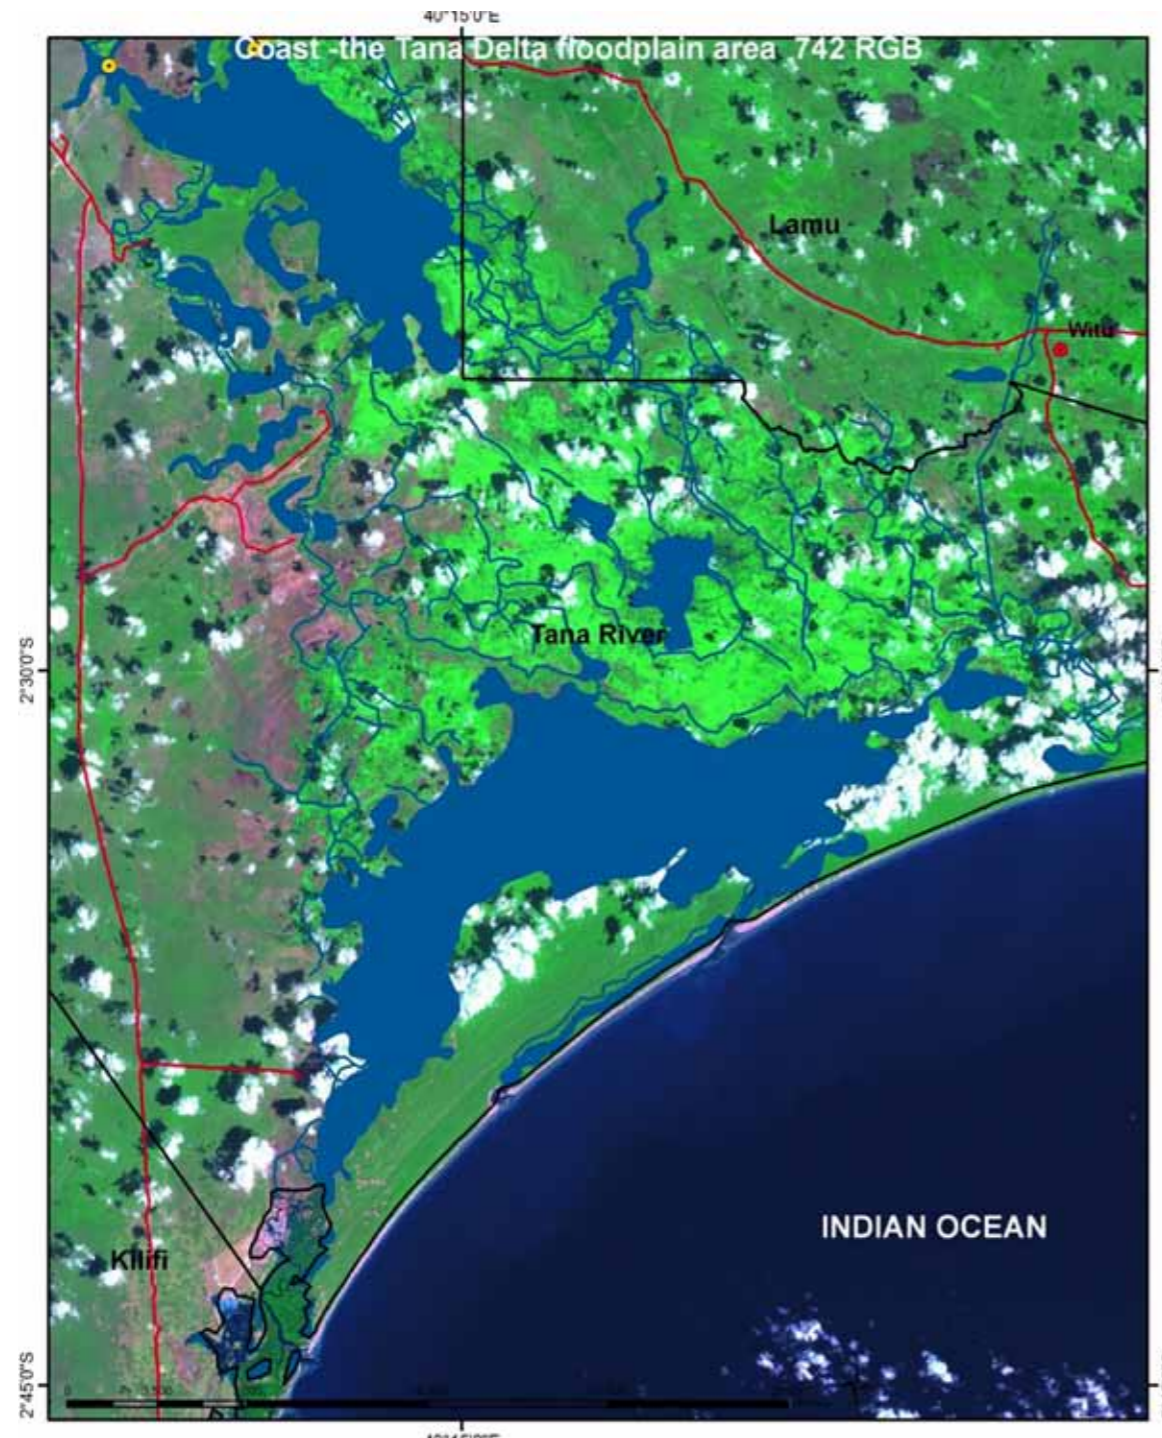 40°15'0"E
Coast -the Tana Delta floodplain area 742 RGB
Lamu
Witu
Tana River
2°30'0"S
INDIAN OCEAN
Kilifi
2°45'0"S
0